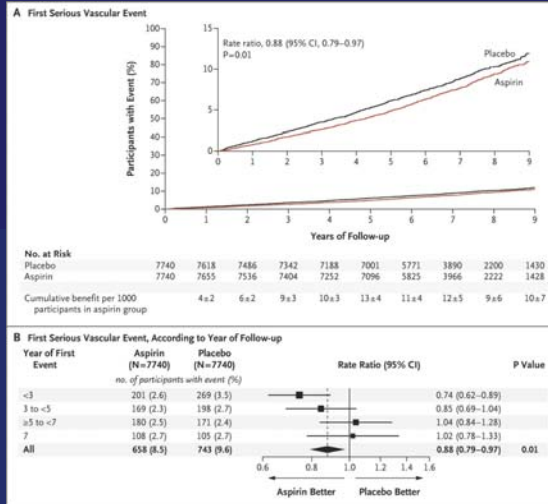 A First Serious Vascular Event
Participants with Event (%)
100
90
80
70
60
50
40
30
20
10
0
15
10
5
0
Rate ratio, 0.88 (95% CI, 0.79–0.97)
P=0.01
Placebo
Aspirin
0 1 2 3 4 5 6 7 8 9
0 1 2 3 4 5 6 7 8 9
Years of Follow-up
No. at Risk
Placebo 7740 7618 7486 7342 7188 7001 5771 3890 2200 1430
Aspirin 7740 7655 7536 7404 7252 7096 5825 3966 2222 1428
Cumulative benefit per 1000 4±2 6±2 9±3 10±3 13±4 11±4 12±5 9±6 10±7
participants in aspirin group
B First Serious Vascular Event, According to Year of Follow-up
Year of First Aspirin Placebo
Event (N=7740) (N=7740) Rate Ratio (95% CI) P Value
no. of participants with event (%)
<3 201 (2.6) 269 (3.5) 0.74 (0.62–0.89)
3 to <5 169 (2.3) 198 (2.7) 0.85 (0.69–1.04)
≥5 to <7 180 (2.5) 171 (2.4) 1.04 (0.84–1.28)
7 108 (2.7) 105 (2.7) 1.02 (0.78–1.33)
All 658 (8.5) 743 (9.6) 0.88 (0.79–0.97) 0.01
0.6 0.8 1.0 1.2 1.4 1.6
Aspirin Better Placebo Better